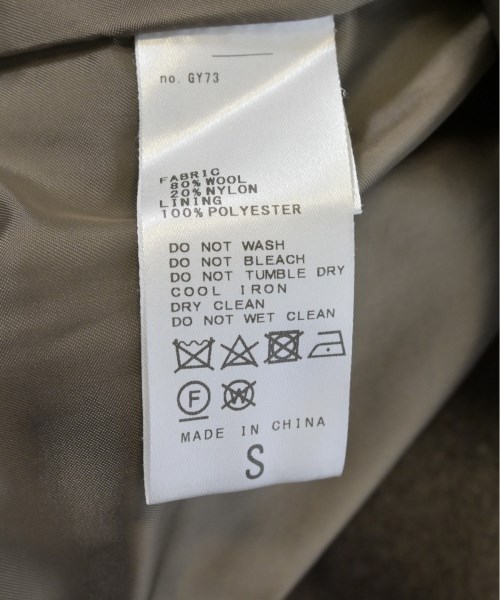 no. GY73
FABRIC
80% WOOL
20% NYLON
LINING
100% POLYESTER
DO NOT WASH
DO NOT BLEACH
DO NOT TUMBLE DRY
COOL IRON
DRY CLEAN
DO NOT WET CLEAN
F W
MADE IN CHINA
S